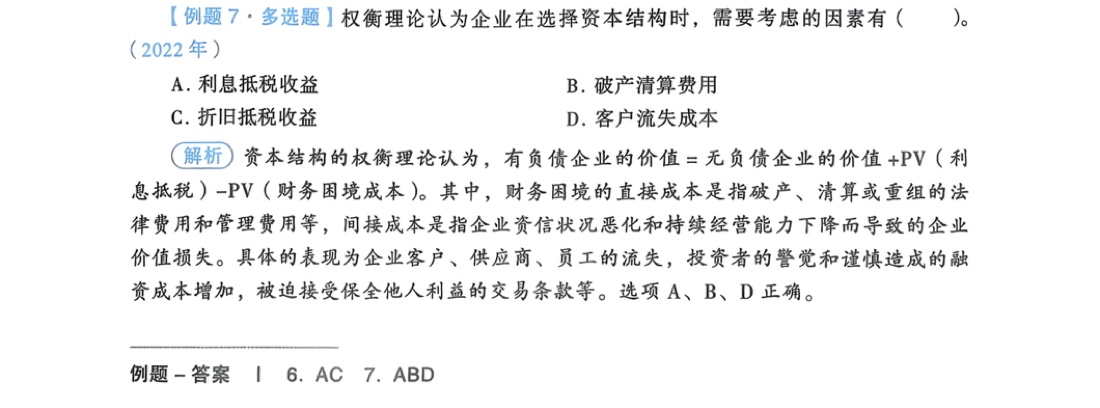 【例题7·多选题】权衡理论认为企业在选择资本结构时，需要考虑的因素有（　　）。
（2022年）
A. 利息抵税收益　　B. 破产清算费用
C. 折旧抵税收益　　D. 客户流失成本
解析 资本结构的权衡理论认为，有负债企业的价值=无负债企业的价值+PV（利
息抵税）-PV（财务困境成本）。其中，财务困境的直接成本是指破产、清算或重组的法
律费用和管理费用等，间接成本是指企业资信状况恶化和持续经营能力下降而导致的企业
价值损失。具体的表现为企业客户、供应商、员工的流失，投资者的警觉和谨慎造成的融
资成本增加，被迫接受保全他人利益的交易条款等。选项A、B、D正确。
例题-答案　|　6. AC　7. ABD